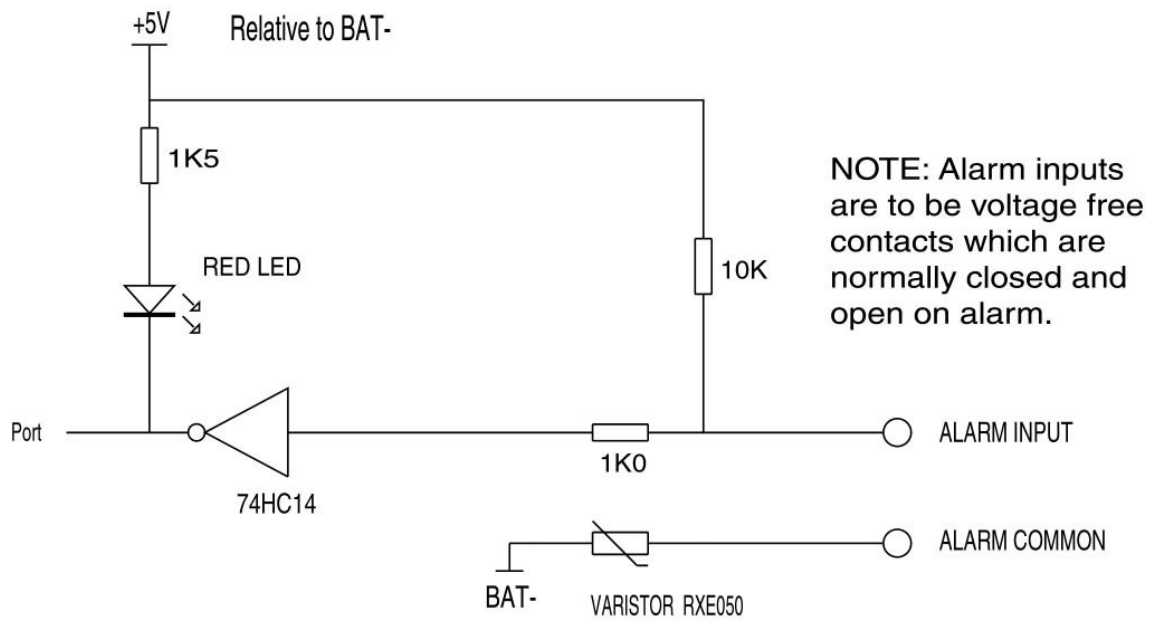 +5V
Relative to BAT-
1K5
RED LED
10K
NOTE: Alarm inputs
are to be voltage free
contacts which are
normally closed and
open on alarm.
Port
74HC14
1K0
ALARM INPUT
ALARM COMMON
BAT-
VARISTOR RXE050